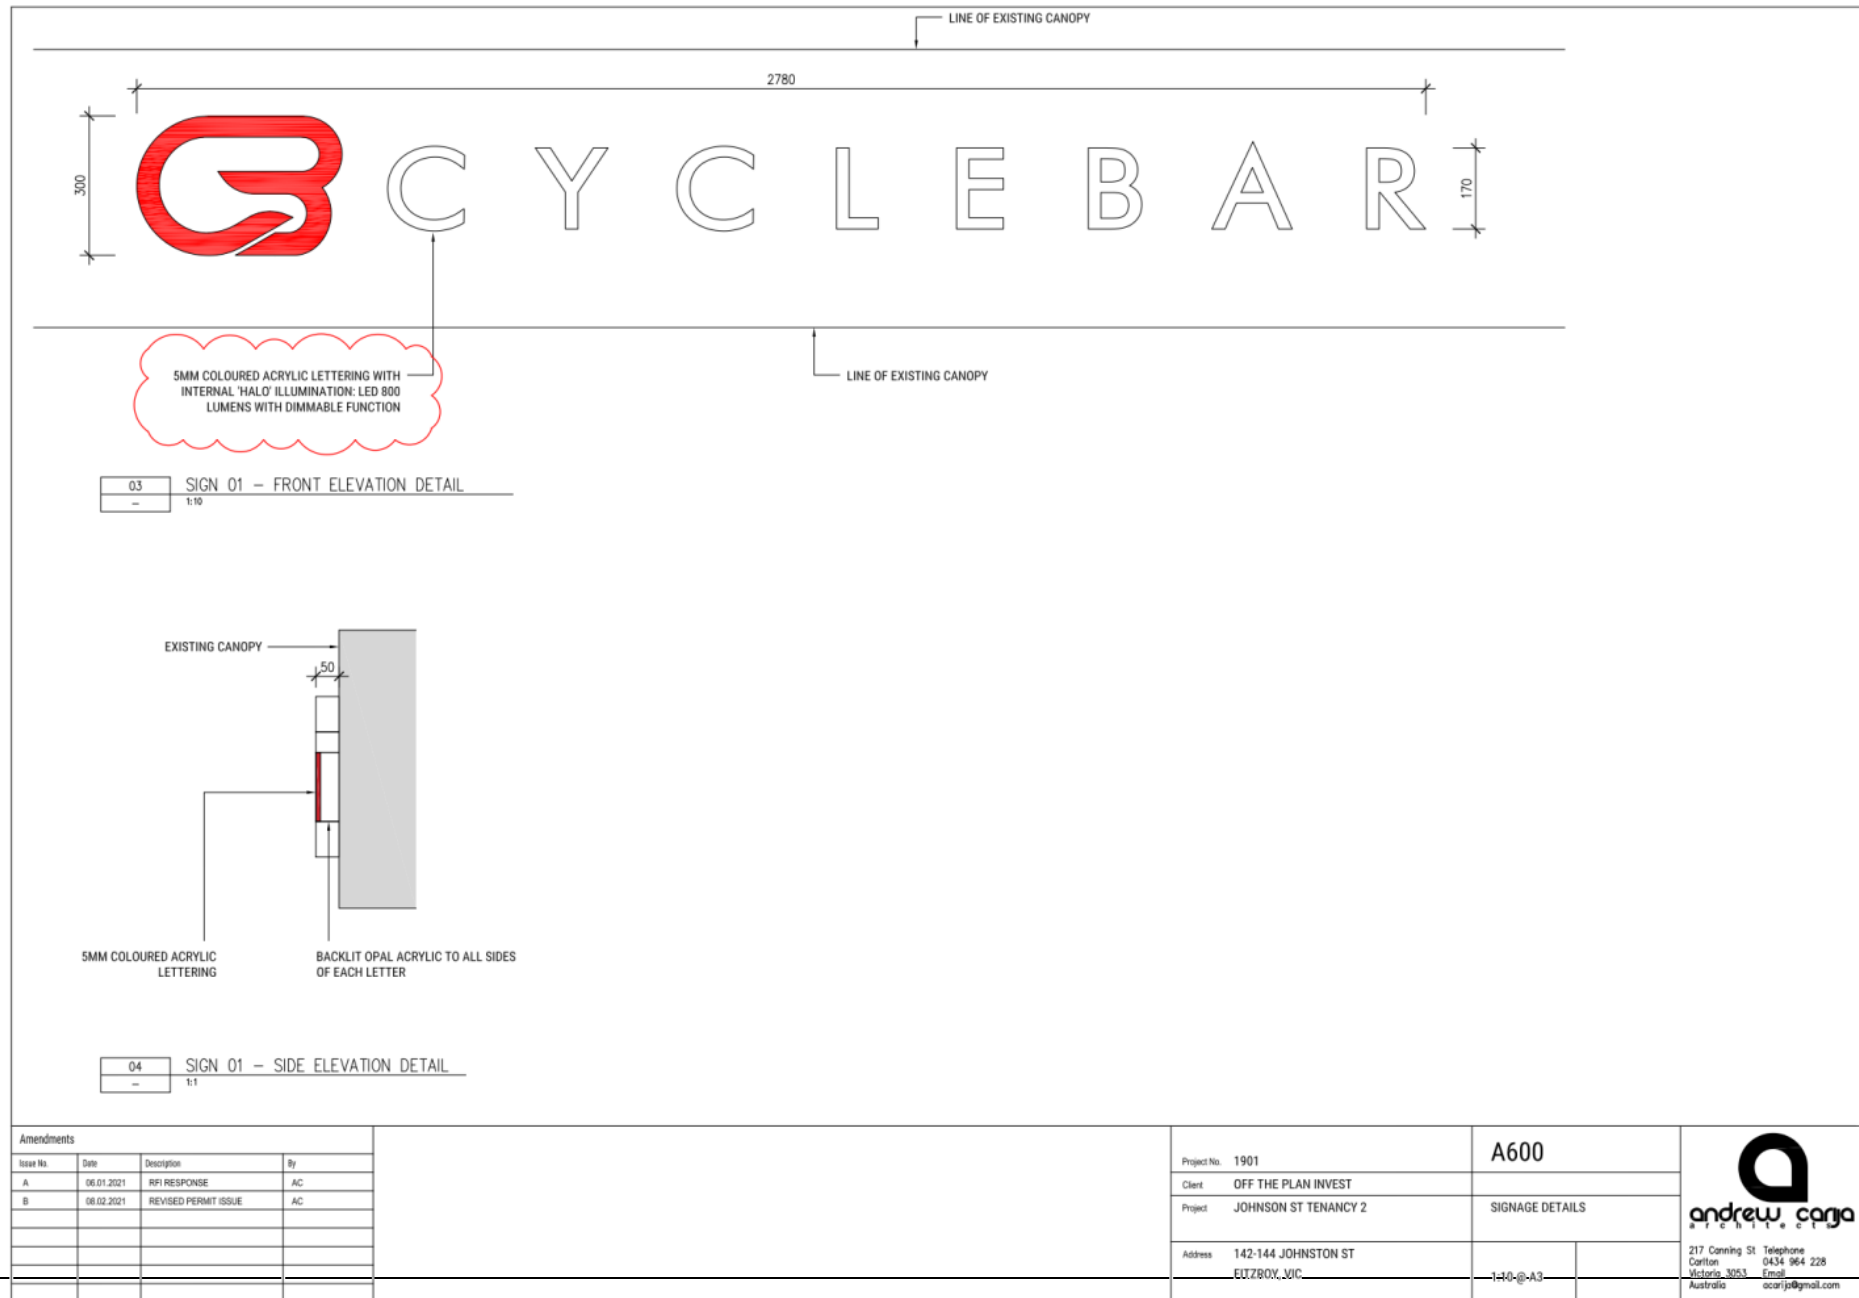 LINE OF EXISTING CANOPY
2780
300
CYCLEBAR
170
5MM COLOURED ACRYLIC LETTERING WITH
INTERNAL 'HALO' ILLUMINATION: LED 800
LUMENS WITH DIMMABLE FUNCTION
LINE OF EXISTING CANOPY
03
–
SIGN 01 – FRONT ELEVATION DETAIL
1:10
EXISTING CANOPY
50
5MM COLOURED ACRYLIC
LETTERING
BACKLIT OPAL ACRYLIC TO ALL SIDES
OF EACH LETTER
04
–
SIGN 01 – SIDE ELEVATION DETAIL
1:1
Amendments
Issue No. Date Description By
A 06.01.2021 RFI RESPONSE AC
B 08.02.2021 REVISED PERMIT ISSUE AC
Project No. 1901
Client OFF THE PLAN INVEST
Project JOHNSON ST TENANCY 2
Address 142-144 JOHNSTON ST
FITZROY, VIC
A600
SIGNAGE DETAILS
1:10 @ A3
andrew carija
architects
217 Canning St Telephone
Carlton 0434 964 228
Victoria 3053 Email
Australia acarija@gmail.com